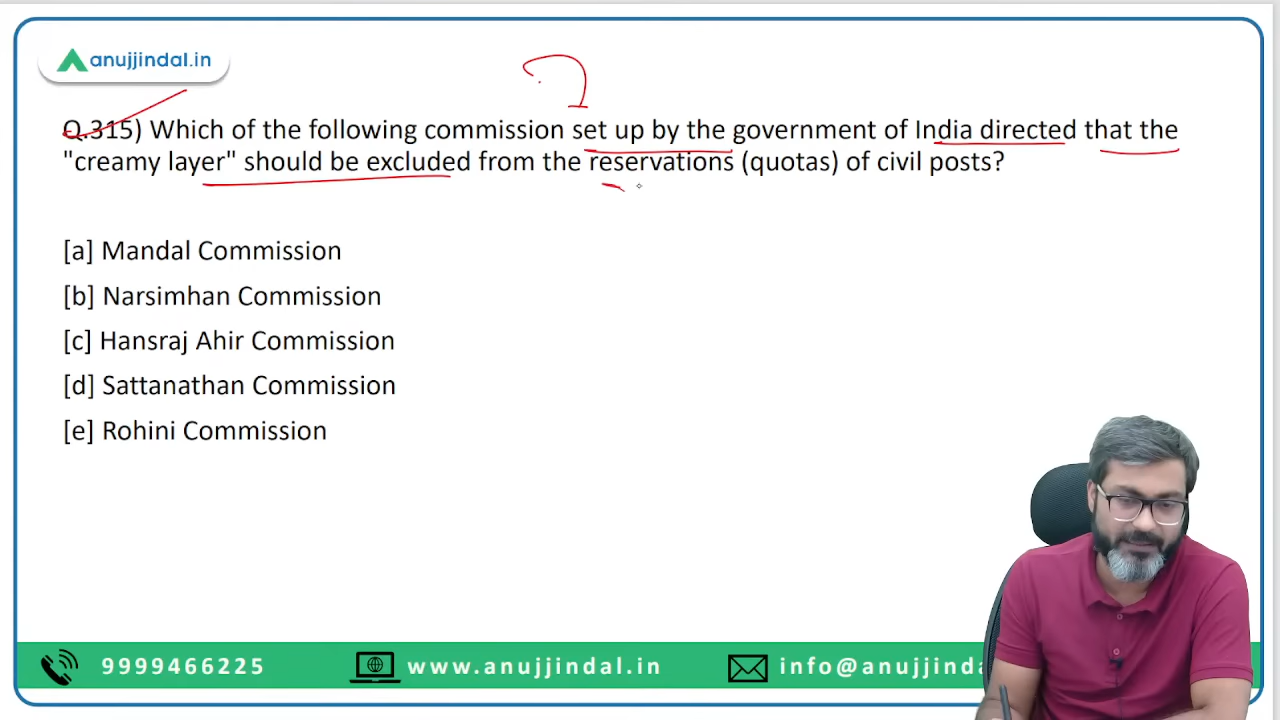 anujjindal.in
Q.315) Which of the following commission set up by the government of India directed that the
"creamy layer" should be excluded from the reservations (quotas) of civil posts?
[a] Mandal Commission
[b] Narsimhan Commission
[c] Hansraj Ahir Commission
[d] Sattanathan Commission
[e] Rohini Commission
9999466225 www.anujjindal.in info@anujjinda